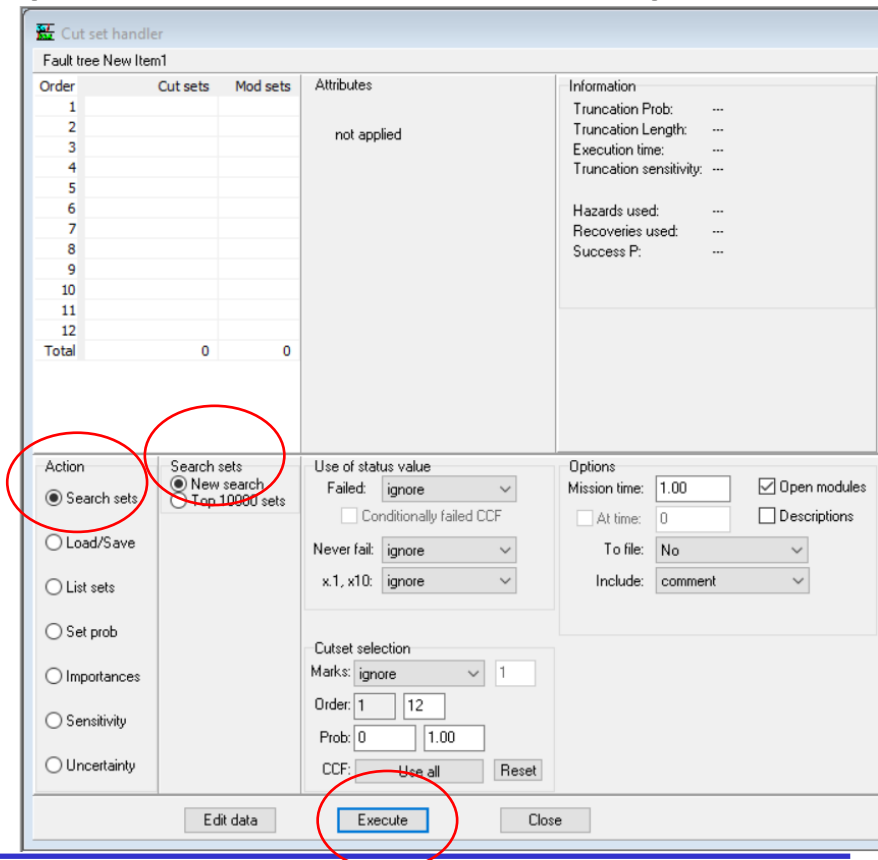 Cut set handler
Fault tree New Item1
Order Cut sets Mod sets
1
2
3
4
5
6
7
8
9
10
11
12
Total 0 0
Attributes
not applied
Information
Truncation Prob: ---
Truncation Length: ---
Execution time: ---
Truncation sensitivity: ---
Hazards used: ---
Recoveries used: ---
Success P: ---
Action
Search sets
Load/Save
List sets
Set prob
Importances
Sensitivity
Uncertainty
Search sets
New search
Top 10000 sets
Use of status value
Failed: ignore
Conditionally failed CCF
Never fail: ignore
x.1, x10: ignore
Cutset selection
Marks: ignore 1
Order: 1 12
Prob: 0 1.00
CCF: Use all Reset
Options
Mission time: 1.00 Open modules
At time: 0 Descriptions
To file: No
Include: comment
Edit data Execute Close